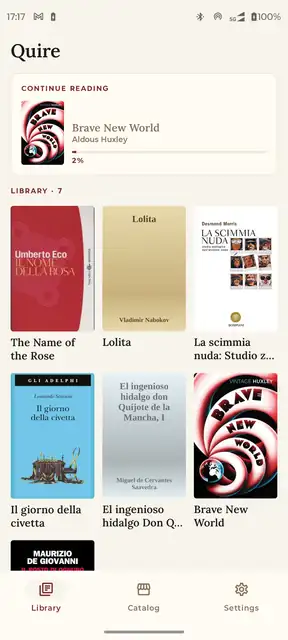 17:17
5G
100%
Quire
CONTINUE READING
BRAVE
NEW
WORLD
Brave New World
Aldous Huxley
2%
LIBRARY · 7
Umberto Eco
IL NOME
DELLA ROSA
Lolita
Vladimir Nabokov
Desmond Morris
LA SCIMMIA
NUDA
The Name of
the Rose
Lolita
La scimmia
nuda: Studio z...
GLI ADELPHI
Leonardo Sciascia
Il giorno
della civetta
El ingenioso
hidalgo don
Quijote de la
Mancha, I
Miguel de Cervantes
Saavedra
VINTAGE HUXLEY
BRAVE
NEW
WORLD
Il giorno della
civetta
El ingenioso
hidalgo Don Q...
Brave New
World
MAURIZIO
DE GIOVANNI
Library
Catalog
Settings